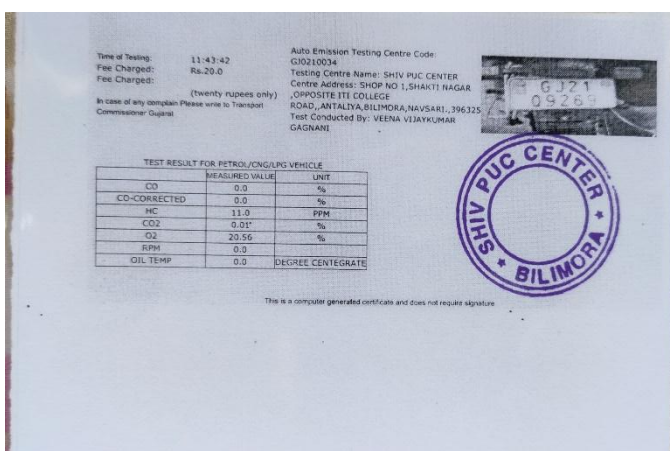 Time of Testing: 11:43:42
Fee Charged: Rs.20.0
Fee Charged:
(twenty rupees only)
In case of any complain Please write to Transport
Commissioner Gujarat
Auto Emission Testing Centre Code:
GJ0210034
Testing Centre Name: SHIV PUC CENTER
Centre Address: SHOP NO 1,SHAKTI NAGAR
,OPPOSITE ITI COLLEGE
ROAD,,ANTALIYA,BILIMORA,NAVSARI.,396325
Test Conducted By: VEENA VIJAYKUMAR
GAGNANI
GJ21
09269
TEST RESULT FOR PETROL/CNG/LPG VEHICLE
MEASURED VALUE UNIT
CO 0.0 %
CO-CORRECTED 0.0 %
HC 11.0 PPM
CO2 0.01* %
O2 20.56 %
RPM 0.0
OIL TEMP 0.0 DEGREE CENTEGRATE
SHIV PUC CENTER
* BILIMORA *
This is a computer generated certificate and does not require signature